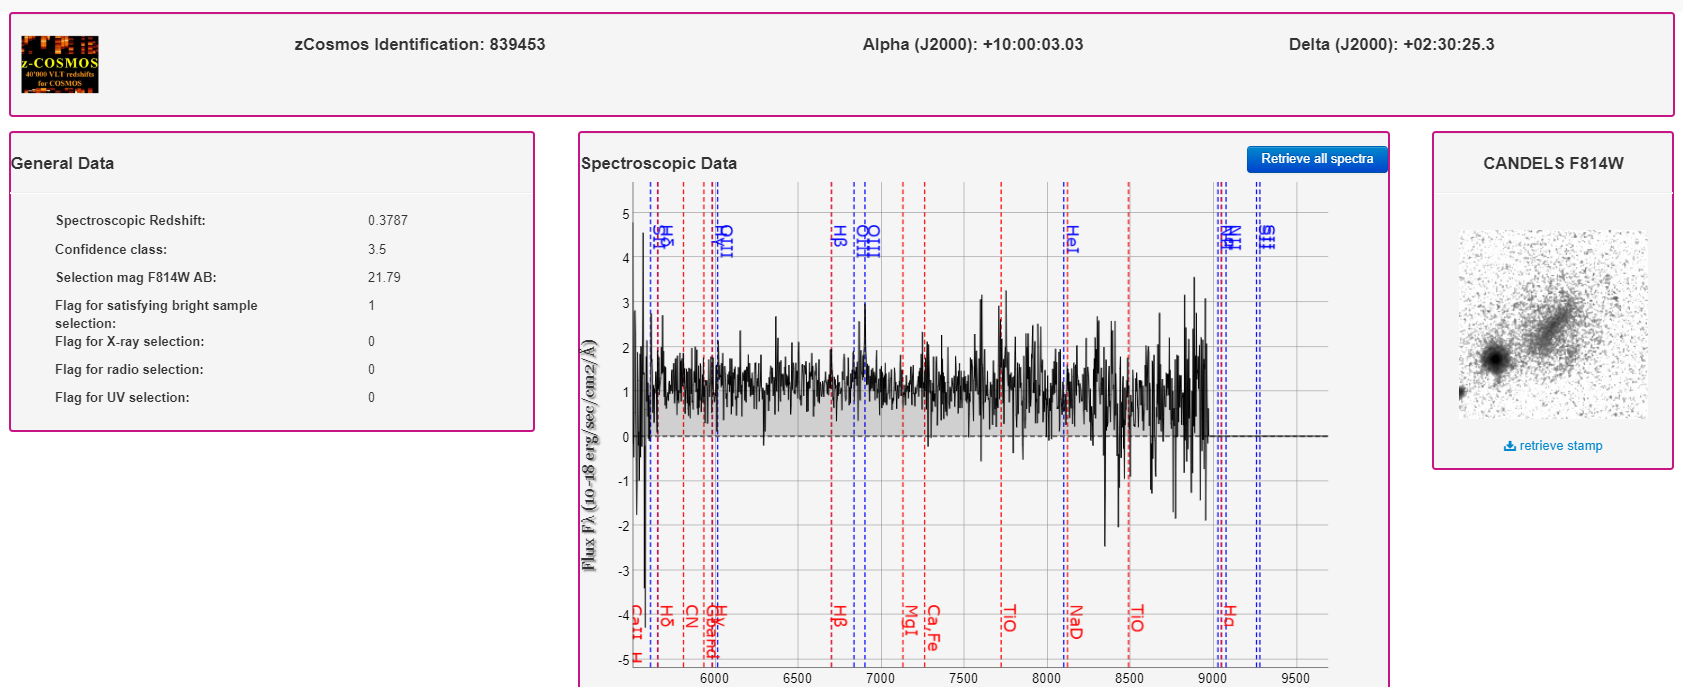 z-COSMOS
40'000 VLT redshifts
for COSMOS
zCosmos Identification: 839453
Alpha (J2000): +10:00:03.03
Delta (J2000): +02:30:25.3
General Data
Spectroscopic Redshift: 0.3787
Confidence class: 3.5
Selection mag F814W AB: 21.79
Flag for satisfying bright sample selection: 1
Flag for X-ray selection: 0
Flag for radio selection: 0
Flag for UV selection: 0
Spectroscopic Data
Retrieve all spectra
Flux Fλ (10-18 erg/sec/cm2/Å)
5
4
3
2
1
0
-1
-2
-3
-4
-5
Hδ
OIII
Hβ
OIII
OIII
HeI
NII
SII
CaII H
Hδ
CN
Gband
Hγ
Hβ
MgI
Ca,Fe
TiO
NaD
TiO
Hα
6000 6500 7000 7500 8000 8500 9000 9500
CANDELS F814W
retrieve stamp